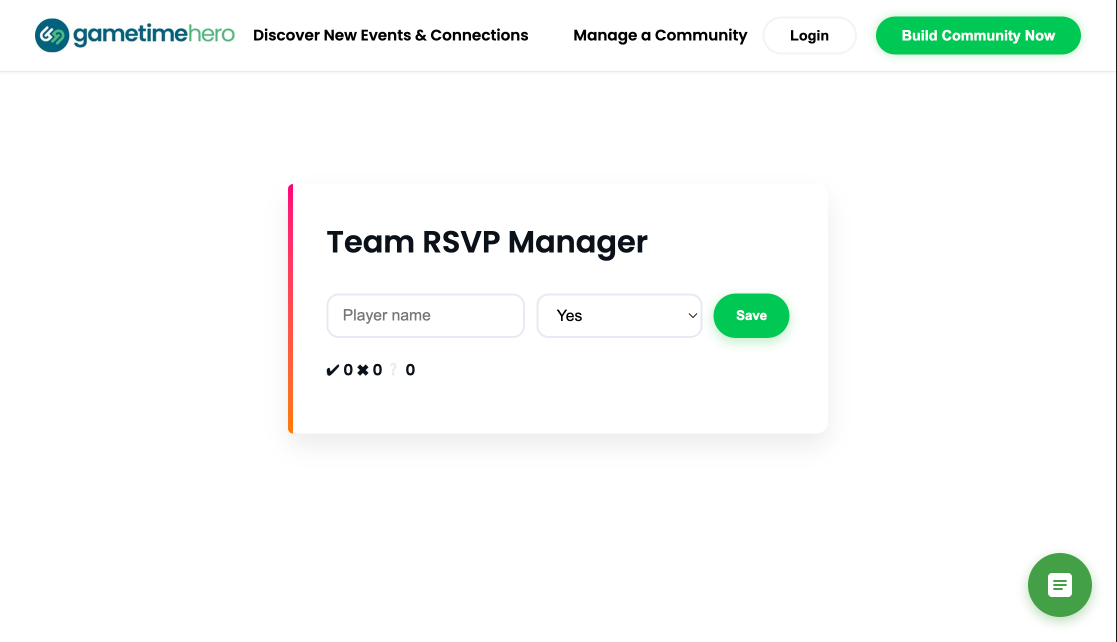 gametimehero
Discover New Events & Connections
Manage a Community
Login
Build Community Now
Team RSVP Manager
Player name
Yes
Save
✔ 0 ✖ 0 ❔ 0